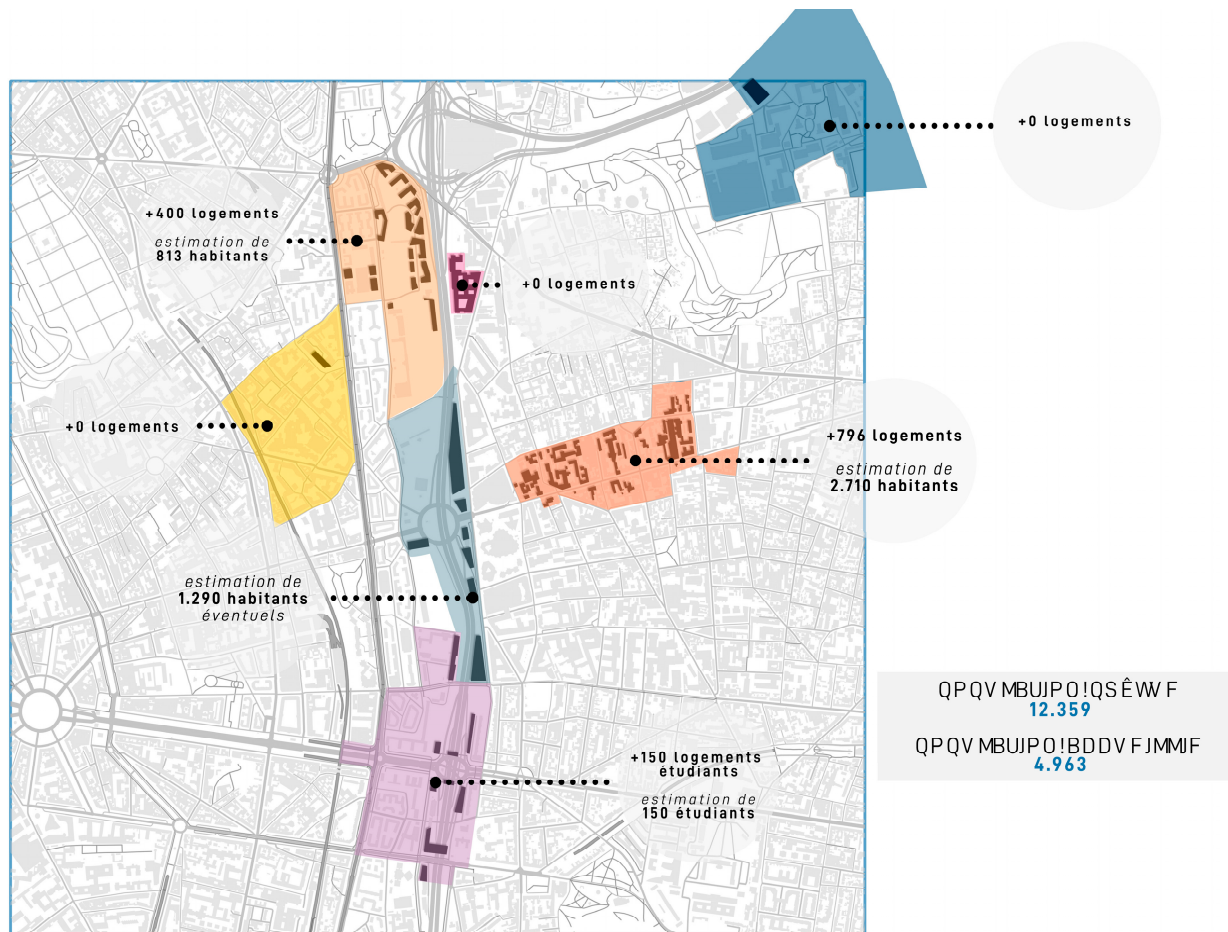 +0 logements
+400 logements
estimation de
813 habitants
+0 logements
+0 logements
+796 logements
estimation de
2.710 habitants
estimation de
1.290 habitants
éventuels
QPQVMBUJPO!QSÊWVF
12.359
QPQVMBUJPO!BDDVFJMMJF
4.963
+150 logements
étudiants
estimation de
150 étudiants